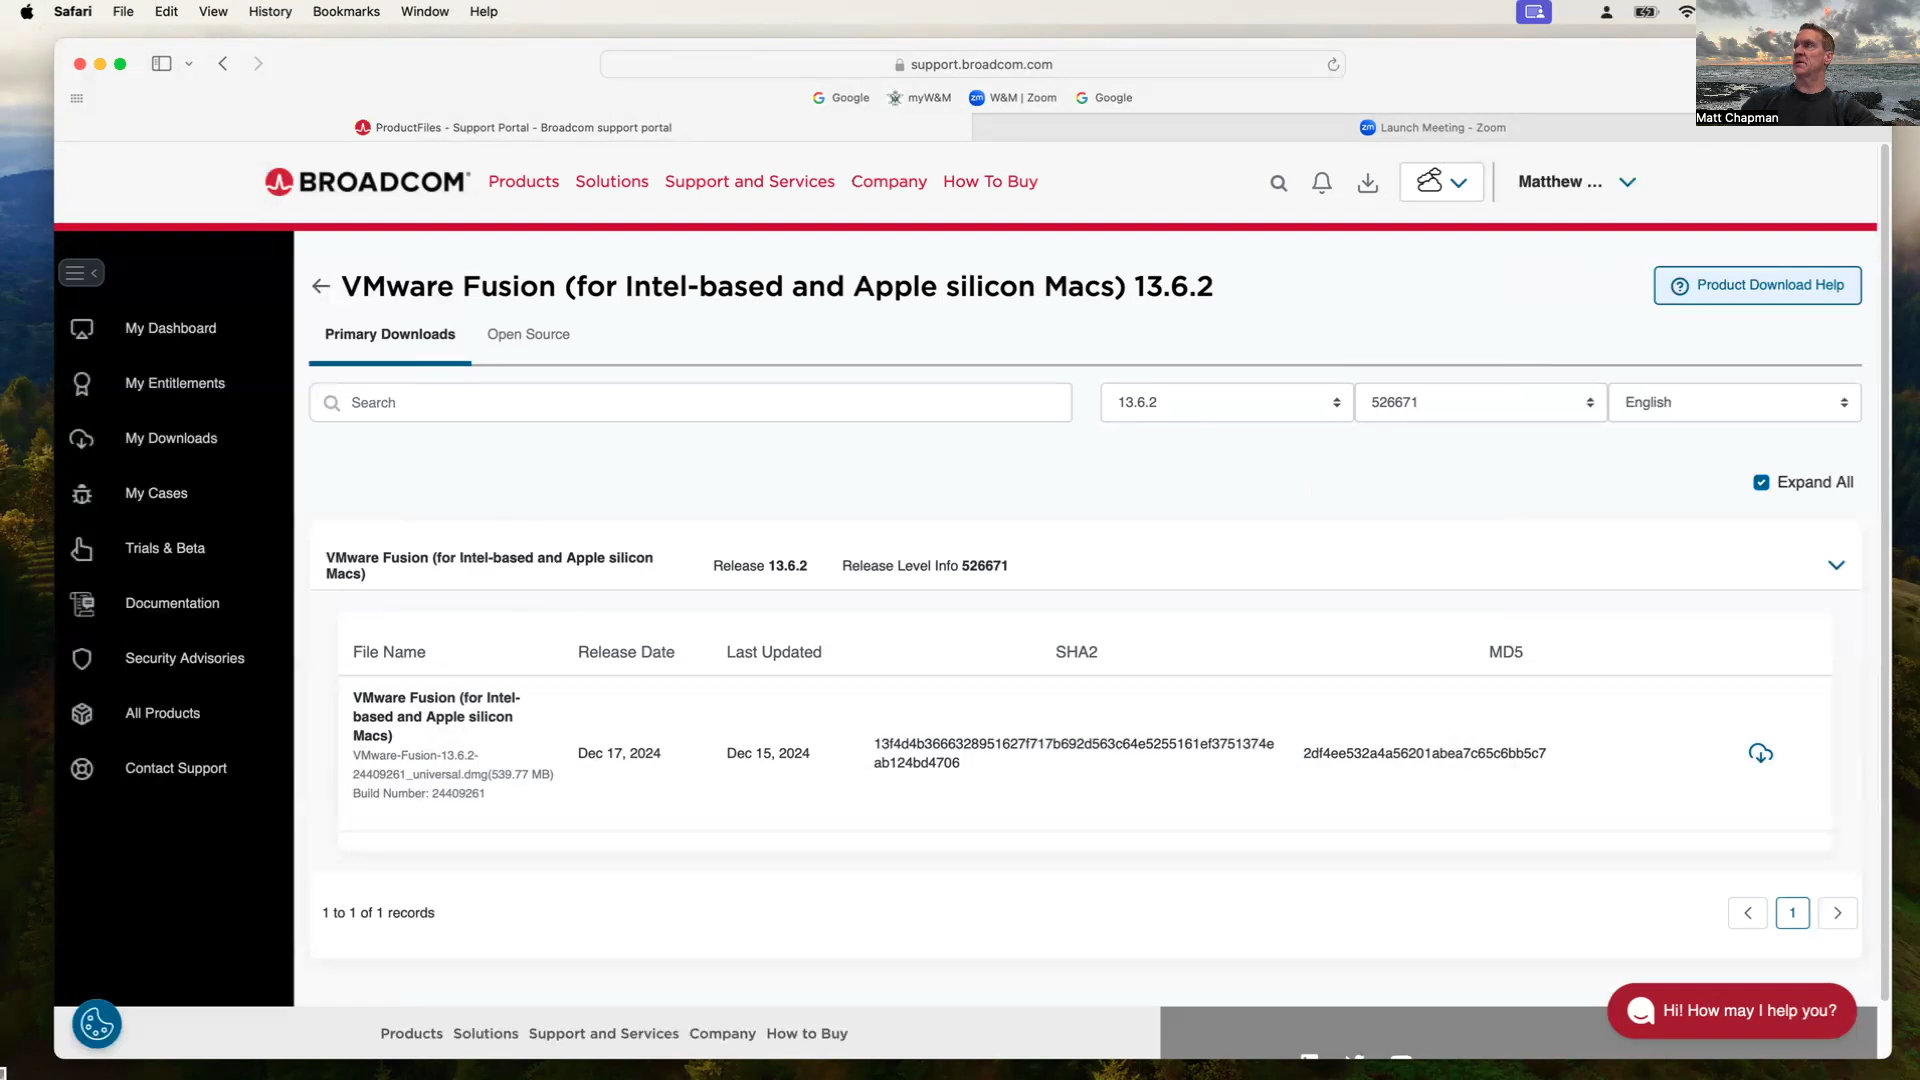 Safari File Edit View History Bookmarks Window Help
support.broadcom.com
Google myW&M zm W&M | Zoom Google
ProductFiles - Support Portal - Broadcom support portal
zm Launch Meeting - Zoom
Matt Chapman
BROADCOM Products Solutions Support and Services Company How To Buy
Matthew ...
VMware Fusion (for Intel-based and Apple silicon Macs) 13.6.2
Product Download Help
Primary Downloads Open Source
Search
13.6.2 526671 English
Expand All
My Dashboard
My Entitlements
My Downloads
My Cases
Trials & Beta
Documentation
Security Advisories
All Products
Contact Support
VMware Fusion (for Intel-based and Apple silicon
Macs)
Release 13.6.2 Release Level Info 526671
File Name Release Date Last Updated SHA2 MD5
VMware Fusion (for Intel-
based and Apple silicon
Macs)
VMware-Fusion-13.6.2-
24409261_universal.dmg(539.77 MB)
Build Number: 24409261
Dec 17, 2024
Dec 15, 2024
13f4d4b3666328951627f717b692d563c64e5255161ef3751374e
ab124bd4706
2df4ee532a4a56201abea7c65c6bb5c7
1 to 1 of 1 records
1
Hi! How may I help you?
Products Solutions Support and Services Company How to Buy